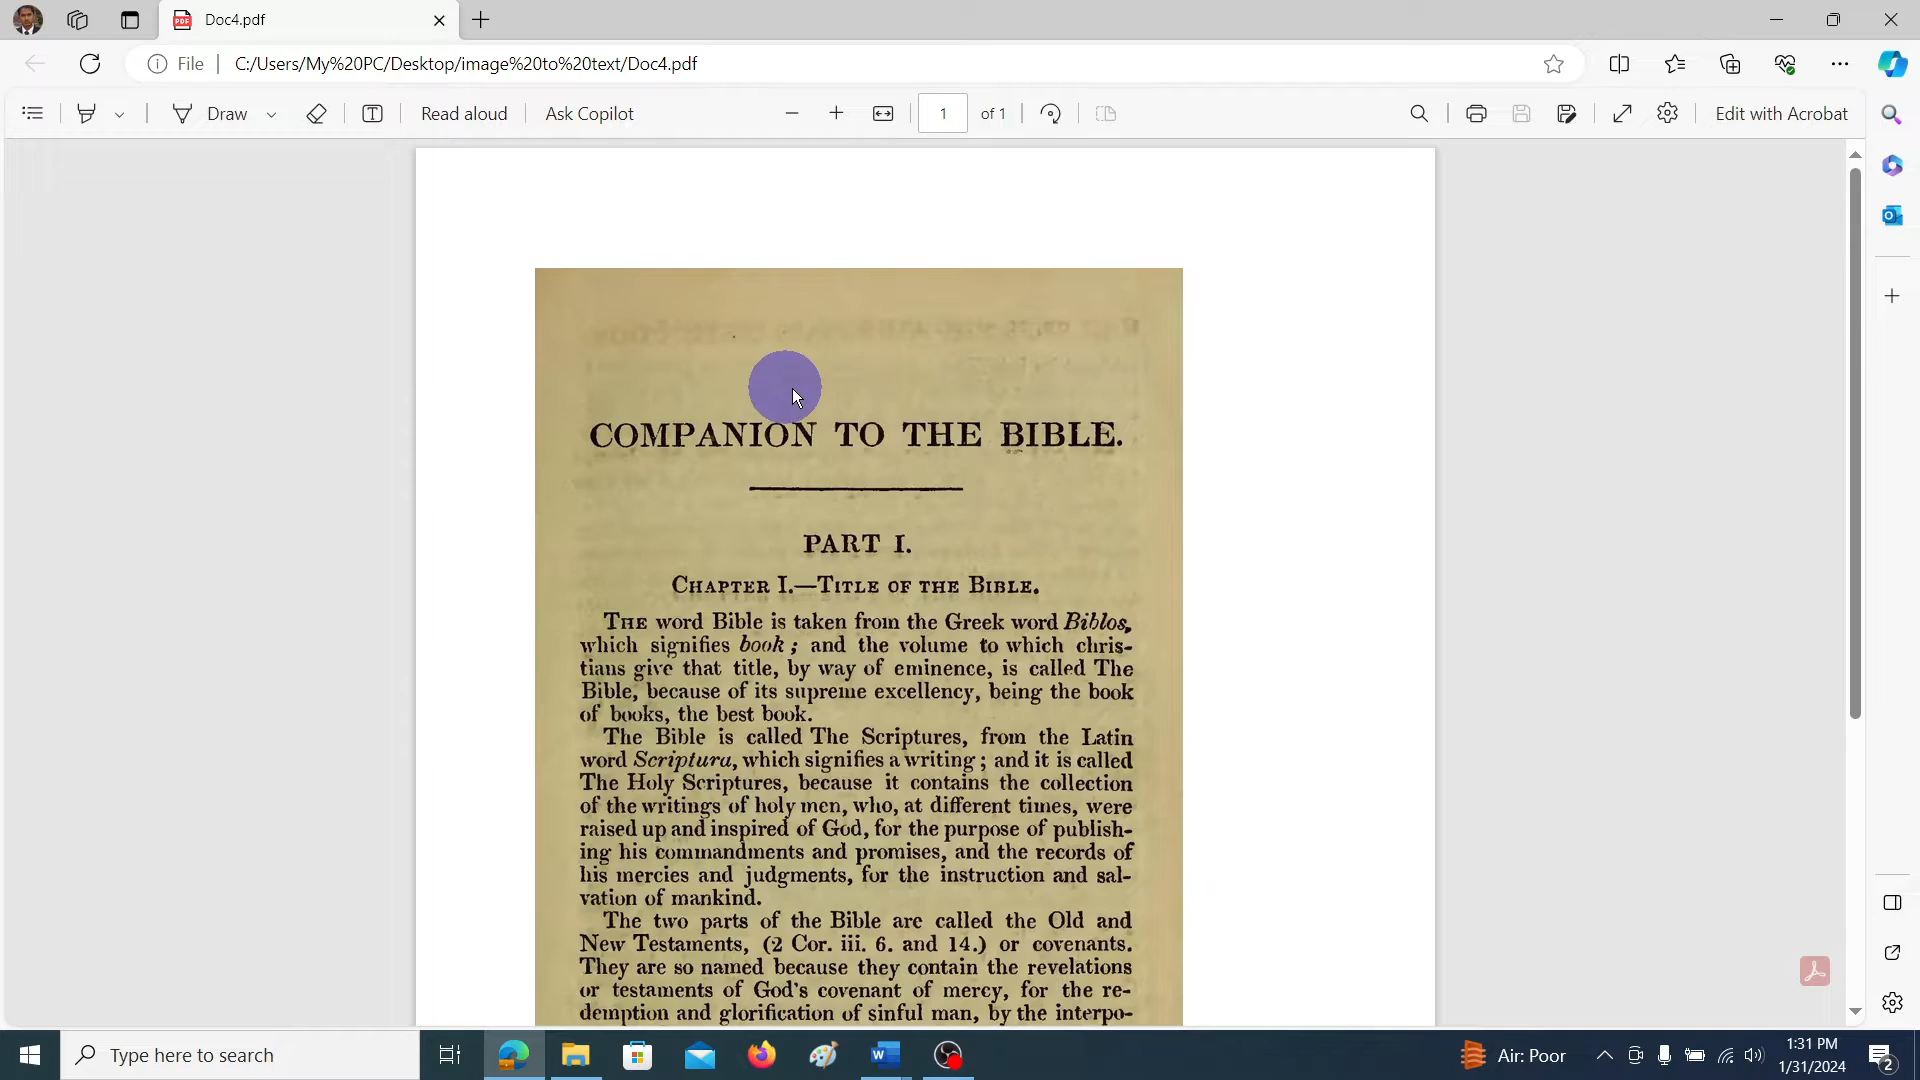 Doc4.pdf
File
C:/Users/My%20PC/Desktop/image%20to%20text/Doc4.pdf
Draw
Read aloud
Ask Copilot
1
of 1
Edit with Acrobat
COMPANION TO THE BIBLE.
PART I.
CHAPTER I.—TITLE OF THE BIBLE.
THE word Bible is taken from the Greek word Biblos,
which signifies book; and the volume to which chris-
tians give that title, by way of eminence, is called The
Bible, because of its supreme excellency, being the book
of books, the best book.
The Bible is called The Scriptures, from the Latin
word Scriptura, which signifies a writing; and it is called
The Holy Scriptures, because it contains the collection
of the writings of holy men, who, at different times, were
raised up and inspired of God, for the purpose of publish-
ing his commandments and promises, and the records of
his mercies and judgments, for the instruction and sal-
vation of mankind.
The two parts of the Bible are called the Old and
New Testaments, (2 Cor. iii. 6. and 14.) or covenants.
They are so named because they contain the revelations
or testaments of God's covenant of mercy, for the re-
demption and glorification of sinful man, by the interpo-
Type here to search
Air: Poor
1:31 PM
1/31/2024
2